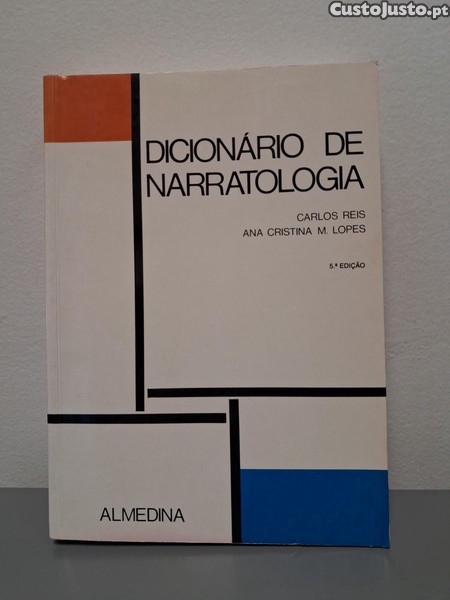 CustoJusto.pt
DICIONÁRIO DE
NARRATOLOGIA
CARLOS REIS
ANA CRISTINA M. LOPES
5.ª EDIÇÃO
ALMEDINA